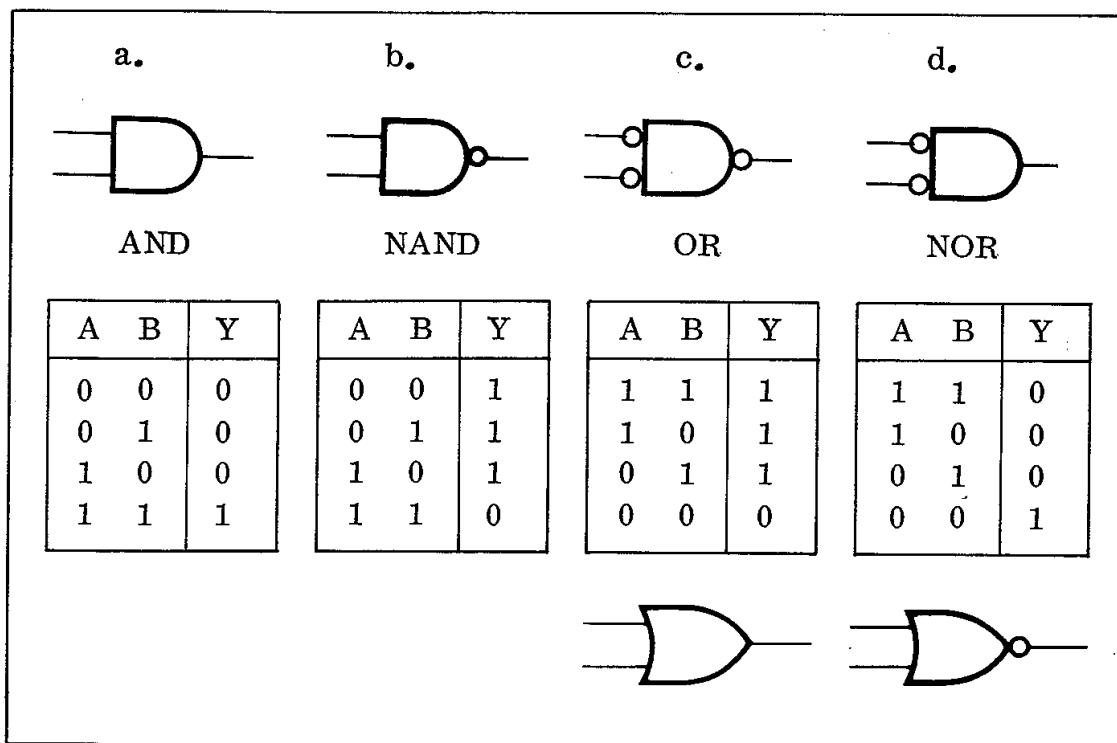 a. b. c. d.
AND NAND OR NOR
A B Y A B Y A B Y A B Y
0 0 0 0 0 1 1 1 1 1 1 0
0 1 0 0 1 1 1 0 1 1 0 0
1 0 0 1 0 1 0 1 1 0 1 0
1 1 1 1 1 0 0 0 0 0 0 1